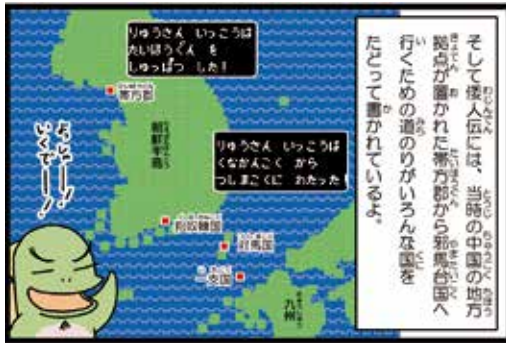 そして倭人伝には、当時の中国の地方
拠点が置かれた帯方郡から邪馬台国へ
行くための道のりがいろんな国を
たどって書かれているよ。
りゅうさん いっこうは
たいほうぐん を
しゅっぱつ した!
帯方郡
朝鮮半島
りゅうさん いっこうは
くなかんこく から
つしまこくに わたった!
狗奴韓国
対馬国
一支国
九州
よっしゃーー!
いくでーー!